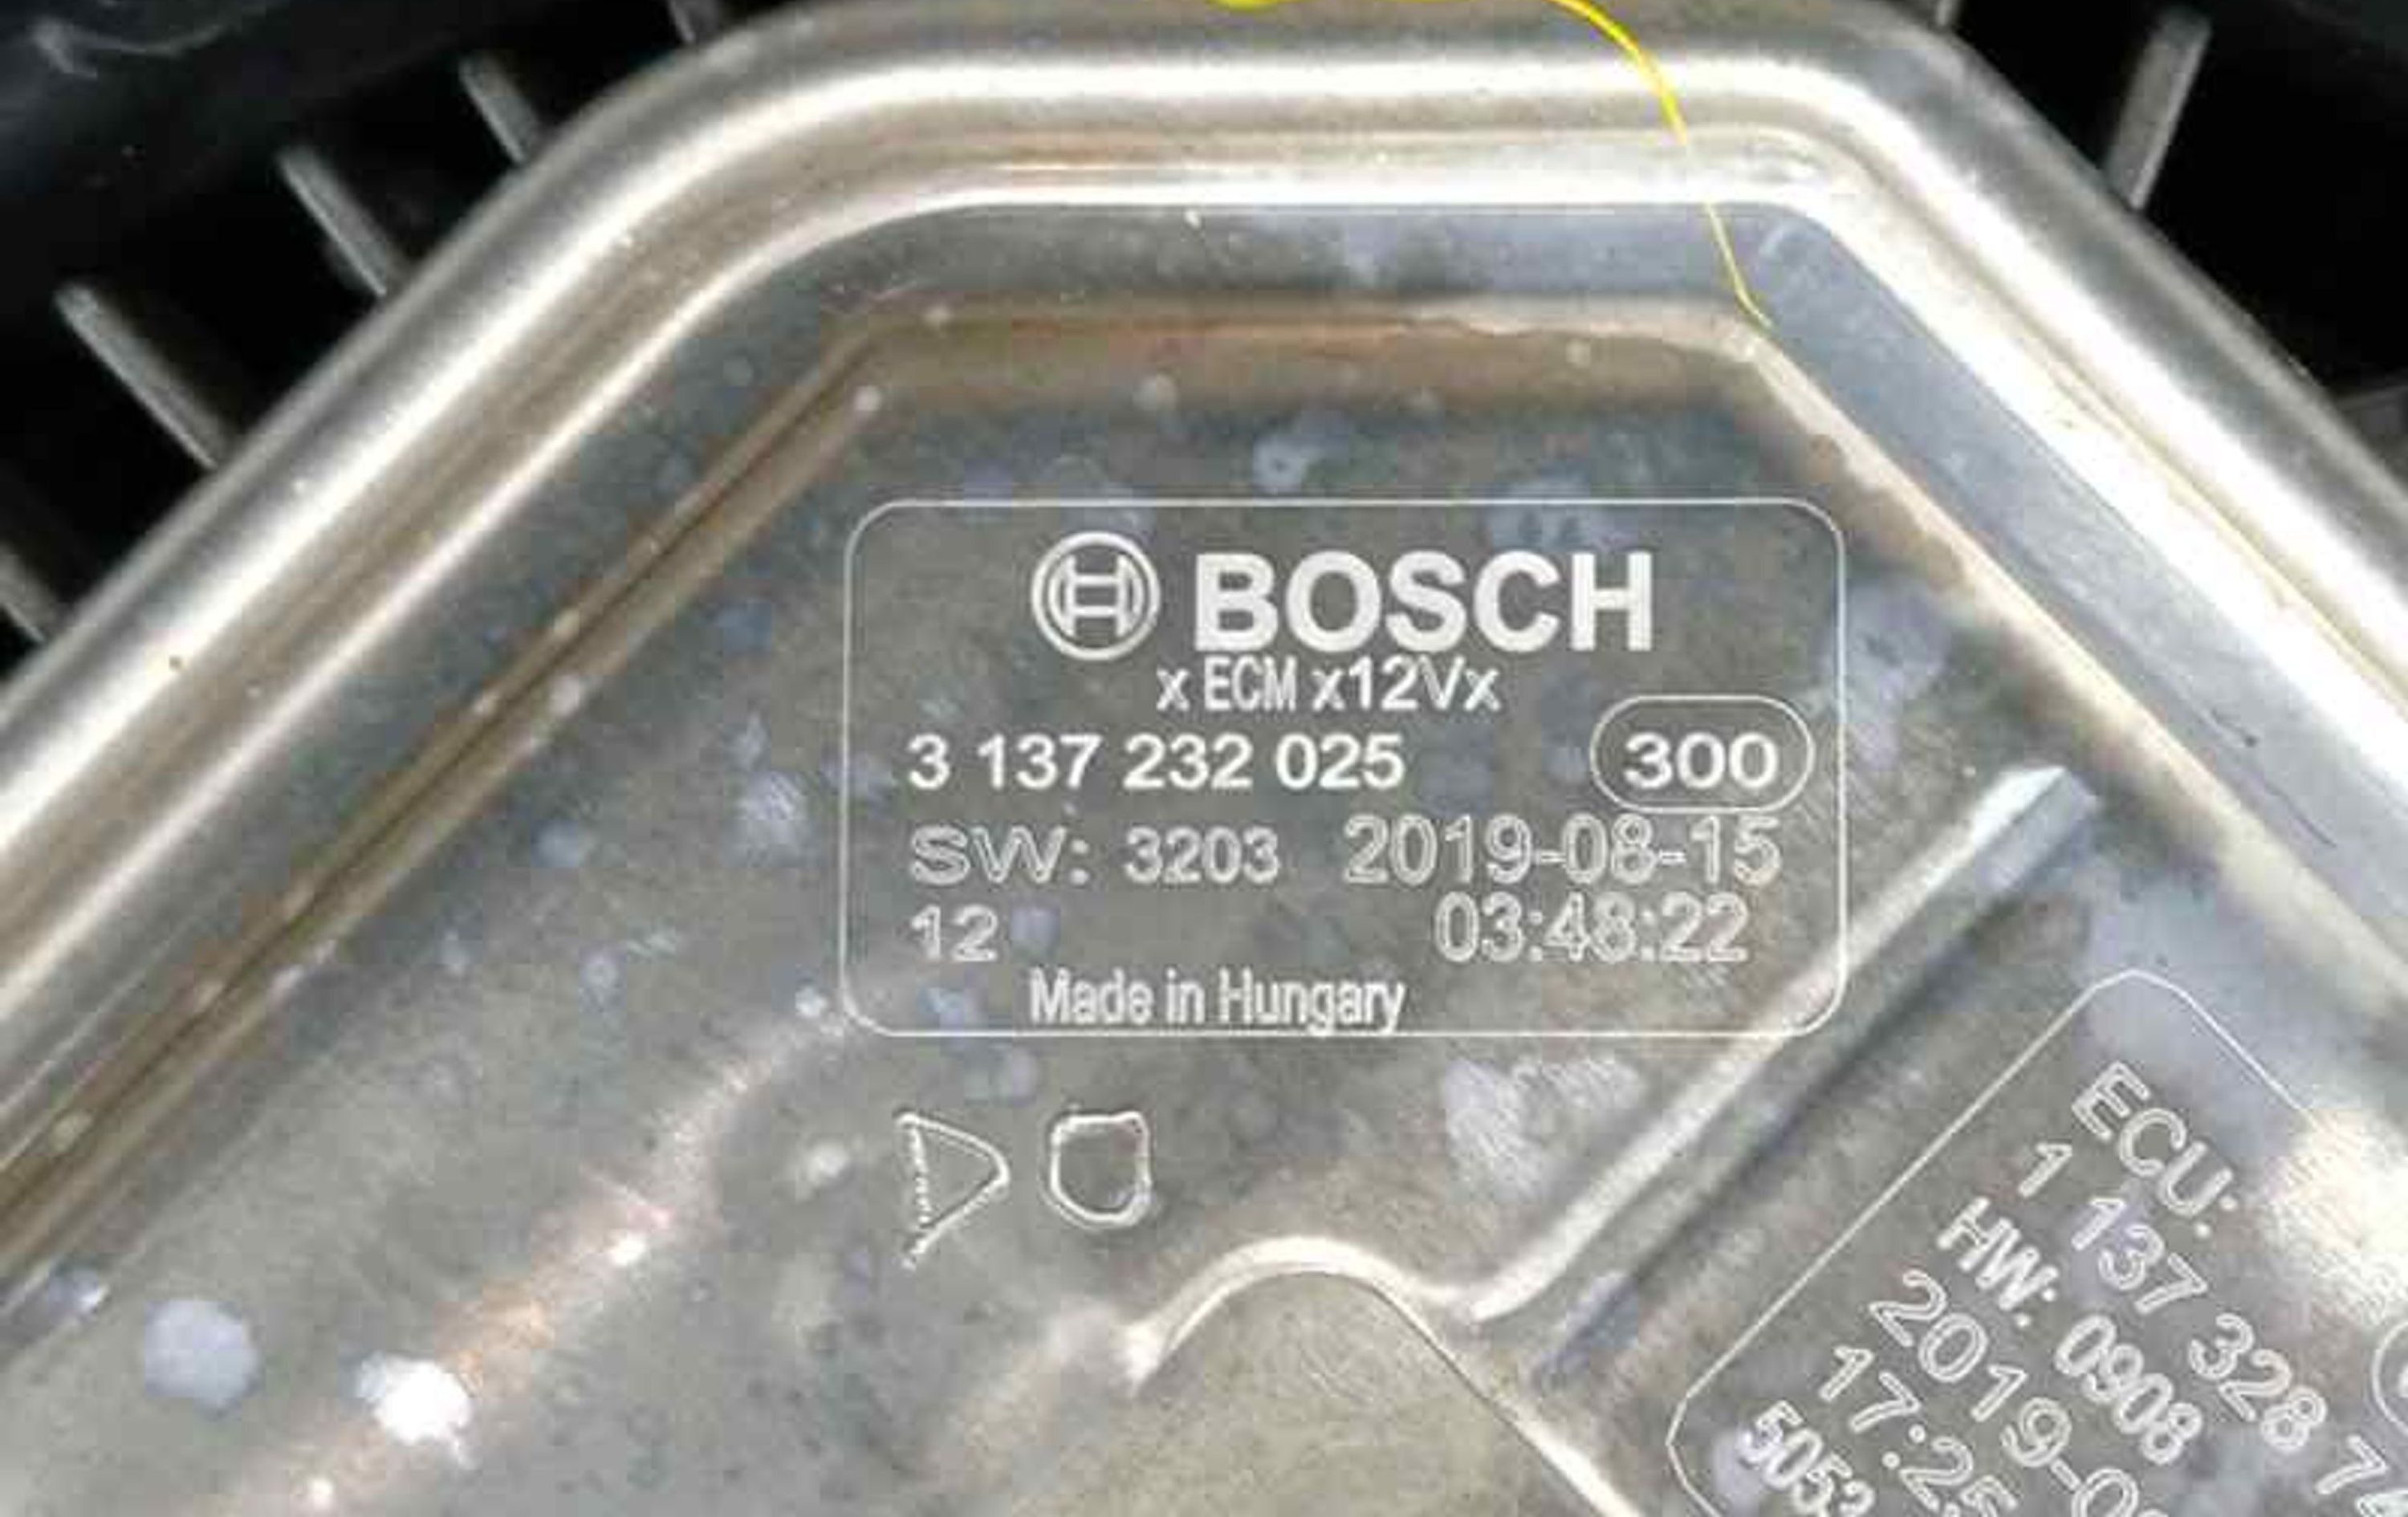 BOSCH
x ECM x12Vx
3 137 232 025 300
SW: 3203 2019-08-15
12 03:48:22
Made in Hungary
ECU:
1 137 328
HW: 0908